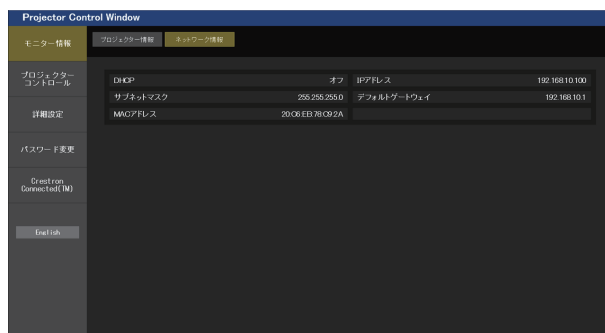 Projector Control Window
モニター情報
プロジェクター情報 ネットワーク情報
プロジェクター
コントロール
詳細設定
パスワード変更
Crestron
Connected(TM)
English
DHCP オフ IPアドレス 192.168.10.100
サブネットマスク 255.255.255.0 デフォルトゲートウェイ 192.168.10.1
MACアドレス 20:C6:EB:78:C9:2A